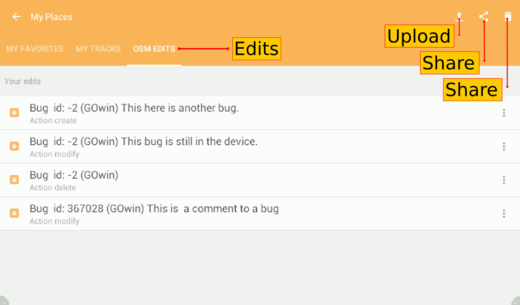 My Places
Upload
Share
Share
MY FAVORITES
MY TRACKS
OSM EDITS
Edits
Your edits
Bug id: -2 (GOwin) This here is another bug.
Action create
Bug id: -2 (GOwin) This bug is still in the device.
Action modify
Bug id: -2 (GOwin)
Action delete
Bug id: 367028 (GOwin) This is a comment to a bug
Action modify